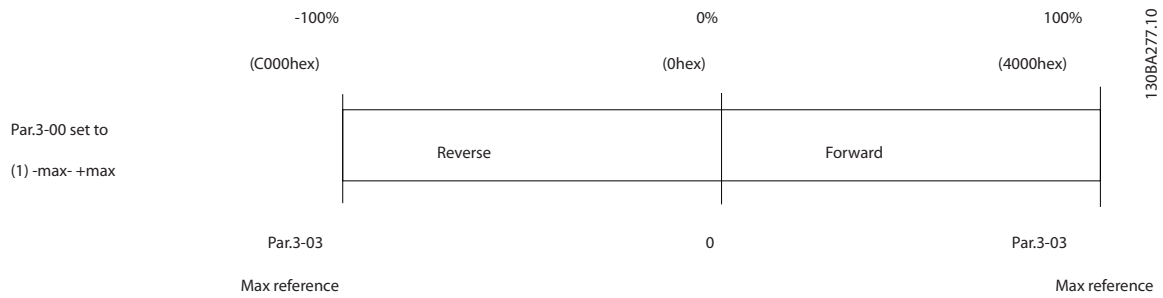 -100% 0% 100%
(C000hex) (0hex) (4000hex)
130BA277.10
Par.3-00 set to
(1) -max- +max
Reverse Forward
Par.3-03 0 Par.3-03
Max reference Max reference